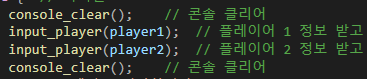 console_clear();    // 콘솔 클리어
input_player(player1);  // 플레이어 1 정보 받고
input_player(player2);  // 플레이어 2 정보 받고
console_clear();    // 콘솔 클리어